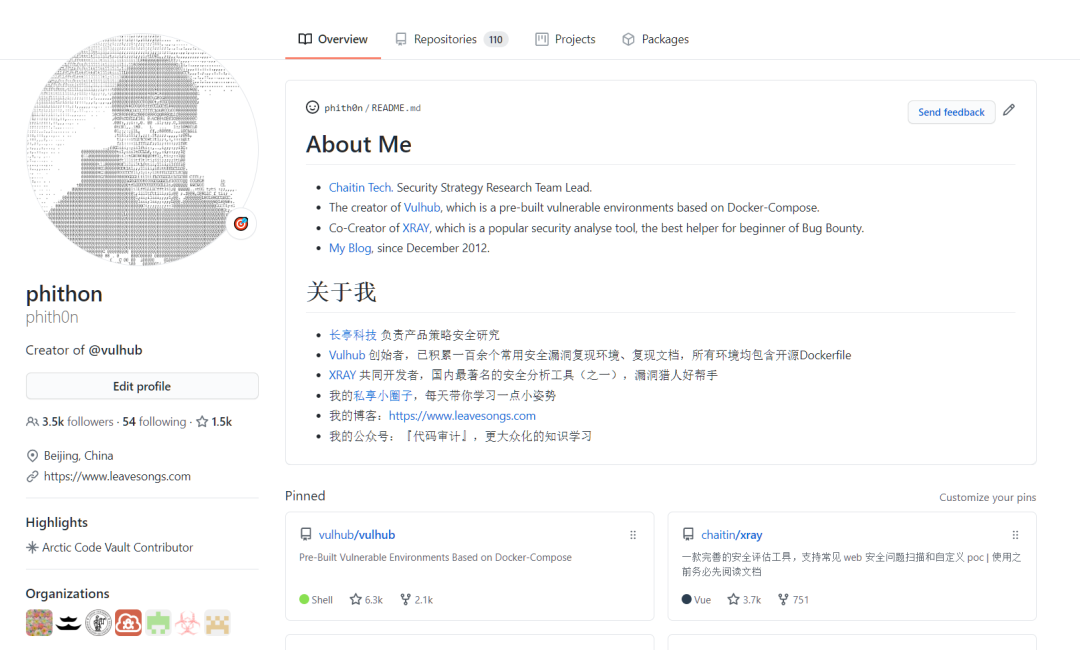 Overview Repositories 110 Projects Packages
phith0n / README.md
Send feedback
About Me
Chaitin Tech. Security Strategy Research Team Lead.
The creator of Vulhub, which is a pre-built vulnerable environments based on Docker-Compose.
Co-Creator of XRAY, which is a popular security analyse tool, the best helper for beginner of Bug Bounty.
My Blog, since December 2012.
关于我
长亭科技 负责产品策略安全研究
Vulhub 创始者，已积累一百余个常用安全漏洞复现环境、复现文档，所有环境均包含开源Dockerfile
XRAY 共同开发者，国内最著名的安全分析工具（之一），漏洞猎人好帮手
我的私享小圈子，每天带你学习一点小姿势
我的博客：https://www.leavesongs.com
我的公众号：『代码审计』，更大众化的知识学习
phithon
phith0n
Creator of @vulhub
Edit profile
3.5k followers · 54 following · 1.5k
Beijing, China
https://www.leavesongs.com
Highlights
Arctic Code Vault Contributor
Organizations
Pinned
Customize your pins
vulhub/vulhub
Pre-Built Vulnerable Environments Based on Docker-Compose
Shell 6.3k 2.1k
chaitin/xray
一款完善的安全评估工具，支持常见 web 安全问题扫描和自定义 poc | 使用之
前务必先阅读文档
Vue 3.7k 751